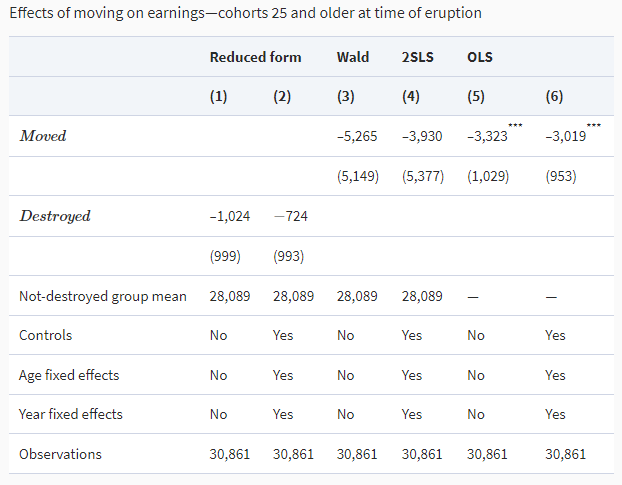 Effects of moving on earnings—cohorts 25 and older at time of eruption
Reduced form Wald 2SLS OLS
(1) (2) (3) (4) (5) (6)
Moved –5,265 –3,930 –3,323*** –3,019***
(5,149) (5,377) (1,029) (953)
Destroyed –1,024 −724
(999) (993)
Not-destroyed group mean 28,089 28,089 28,089 28,089 — —
Controls No Yes No Yes No Yes
Age fixed effects No Yes No Yes No Yes
Year fixed effects No Yes No Yes No Yes
Observations 30,861 30,861 30,861 30,861 30,861 30,861